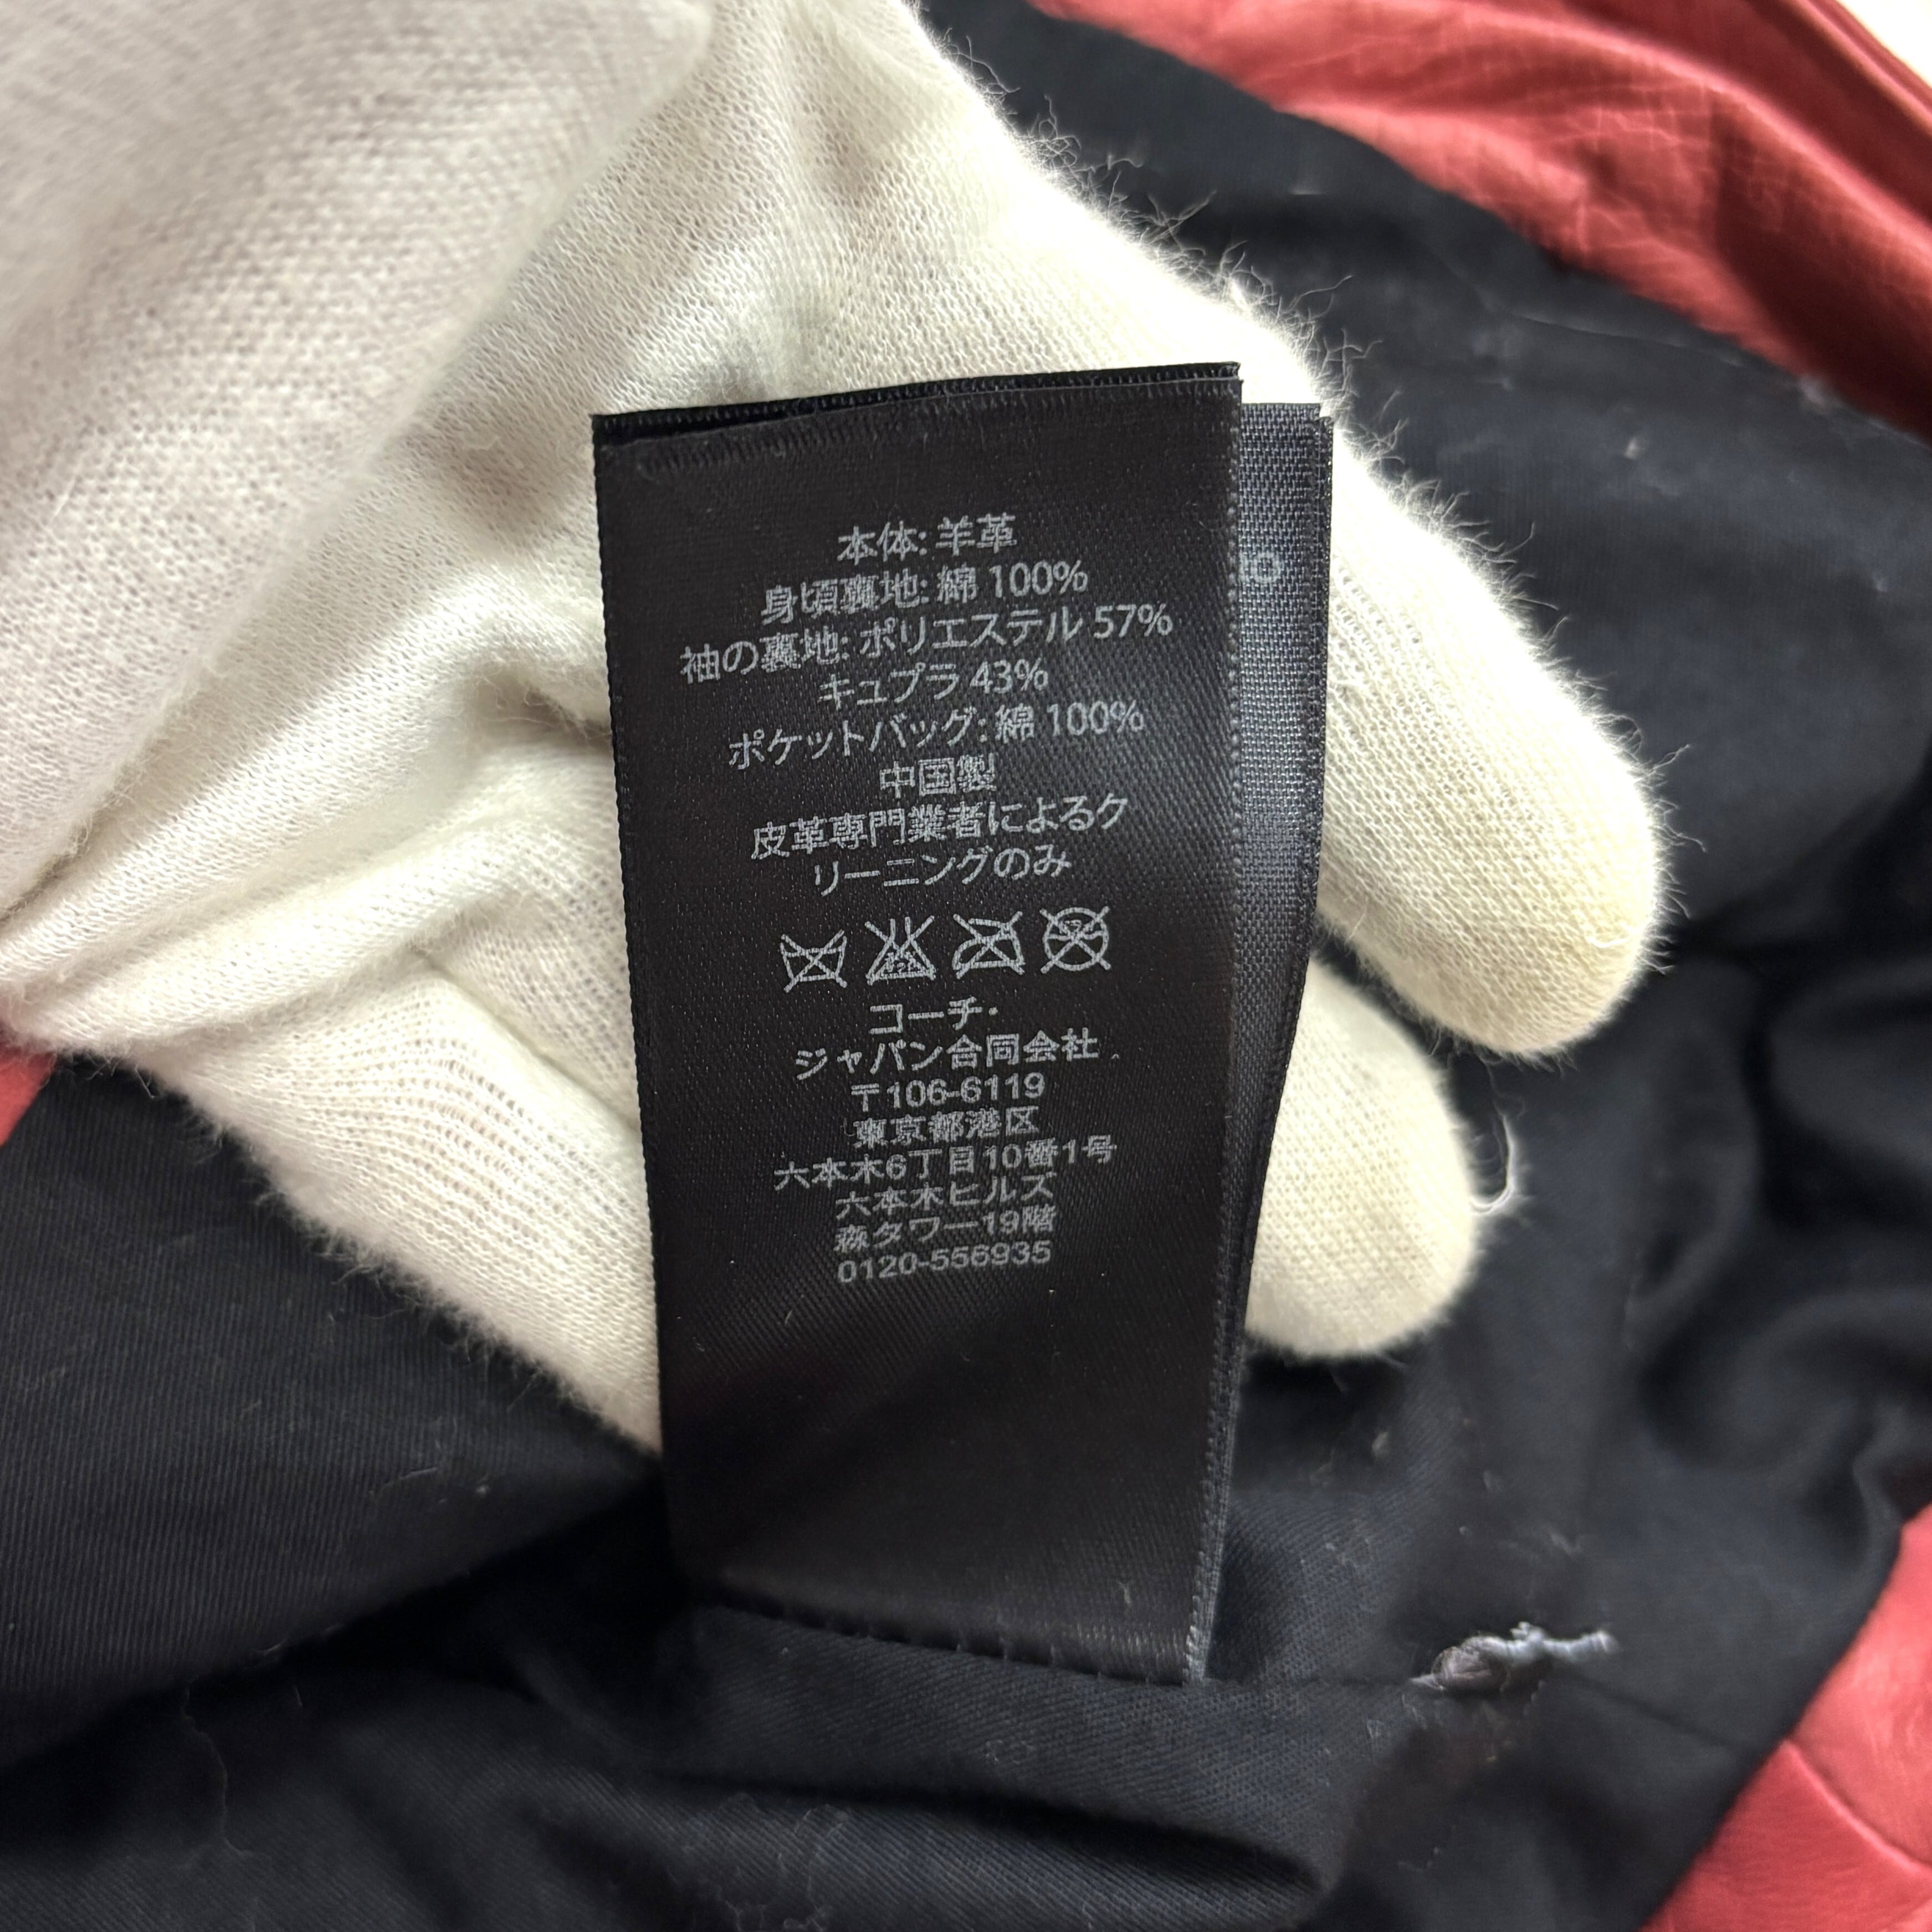 本体: 羊革
身頃裏地: 綿 100%
袖の裏地: ポリエステル 57%
キュプラ 43%
ポケットバッグ: 綿 100%
中国製
皮革専門業者によるク
リーニングのみ
コーチ・
ジャパン合同会社
〒106-6119
東京都港区
六本木6丁目10番1号
六本木ヒルズ
森タワー19階
0120-556935